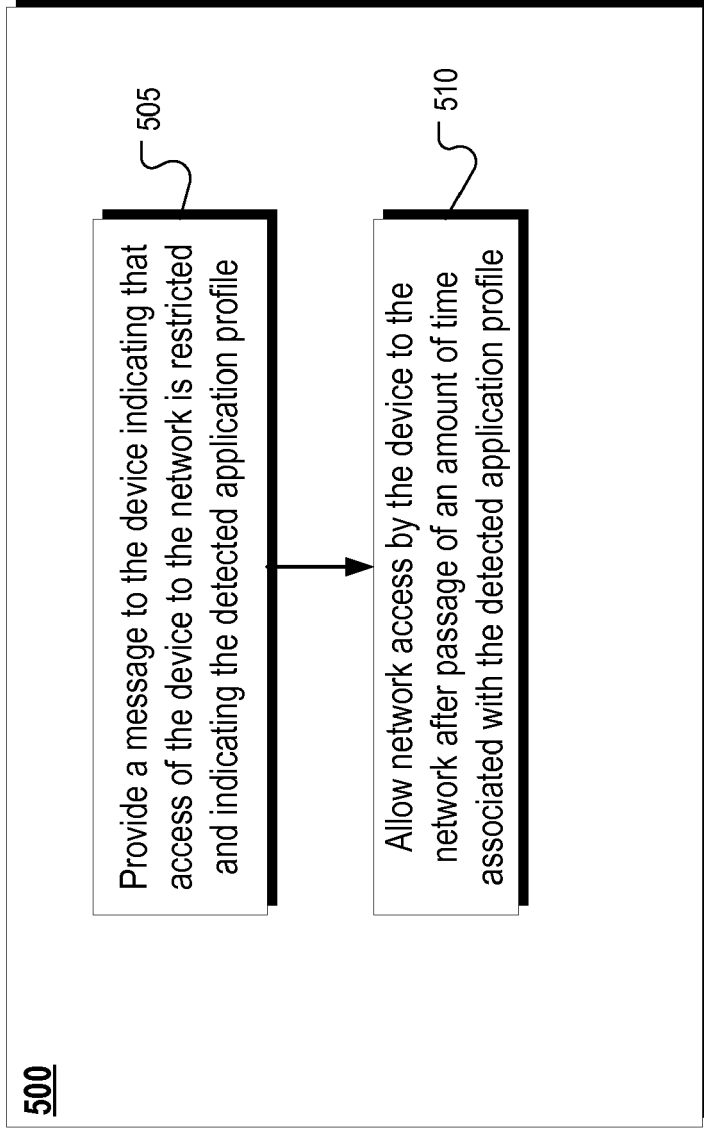 500
Provide a message to the device indicating that
access of the device to the network is restricted
and indicating the detected application profile
505
Allow network access by the device to the
network after passage of an amount of time
associated with the detected application profile
510